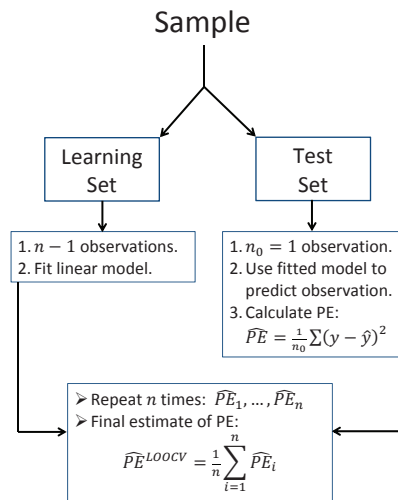 Sample
Learning
Set
Test
Set
1. n − 1 observations.
2. Fit linear model.
1. n₀ = 1 observation.
2. Use fitted model to
predict observation.
3. Calculate PE:
P̂E = 1/n₀ ∑(y − ŷ)²
➢ Repeat n times: P̂E₁, … , P̂Eₙ
➢ Final estimate of PE:
P̂E^LOOCV = 1/n ∑_{i=1}^{n} P̂Eᵢ